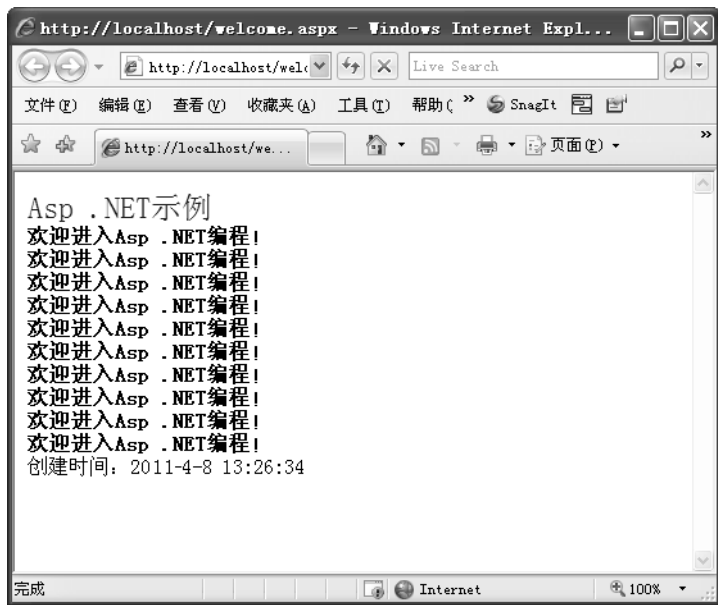 http://localhost/welcome.aspx - Windows Internet Expl...
http://localhost/welc
Live Search
文件(F) 编辑(E) 查看(V) 收藏夹(A) 工具(T) 帮助( » SnagIt
http://localhost/we... 页面(P) »
Asp .NET示例
欢迎进入Asp .NET编程!
欢迎进入Asp .NET编程!
欢迎进入Asp .NET编程!
欢迎进入Asp .NET编程!
欢迎进入Asp .NET编程!
欢迎进入Asp .NET编程!
欢迎进入Asp .NET编程!
欢迎进入Asp .NET编程!
欢迎进入Asp .NET编程!
欢迎进入Asp .NET编程!
创建时间: 2011-4-8 13:26:34
完成 Internet 100%